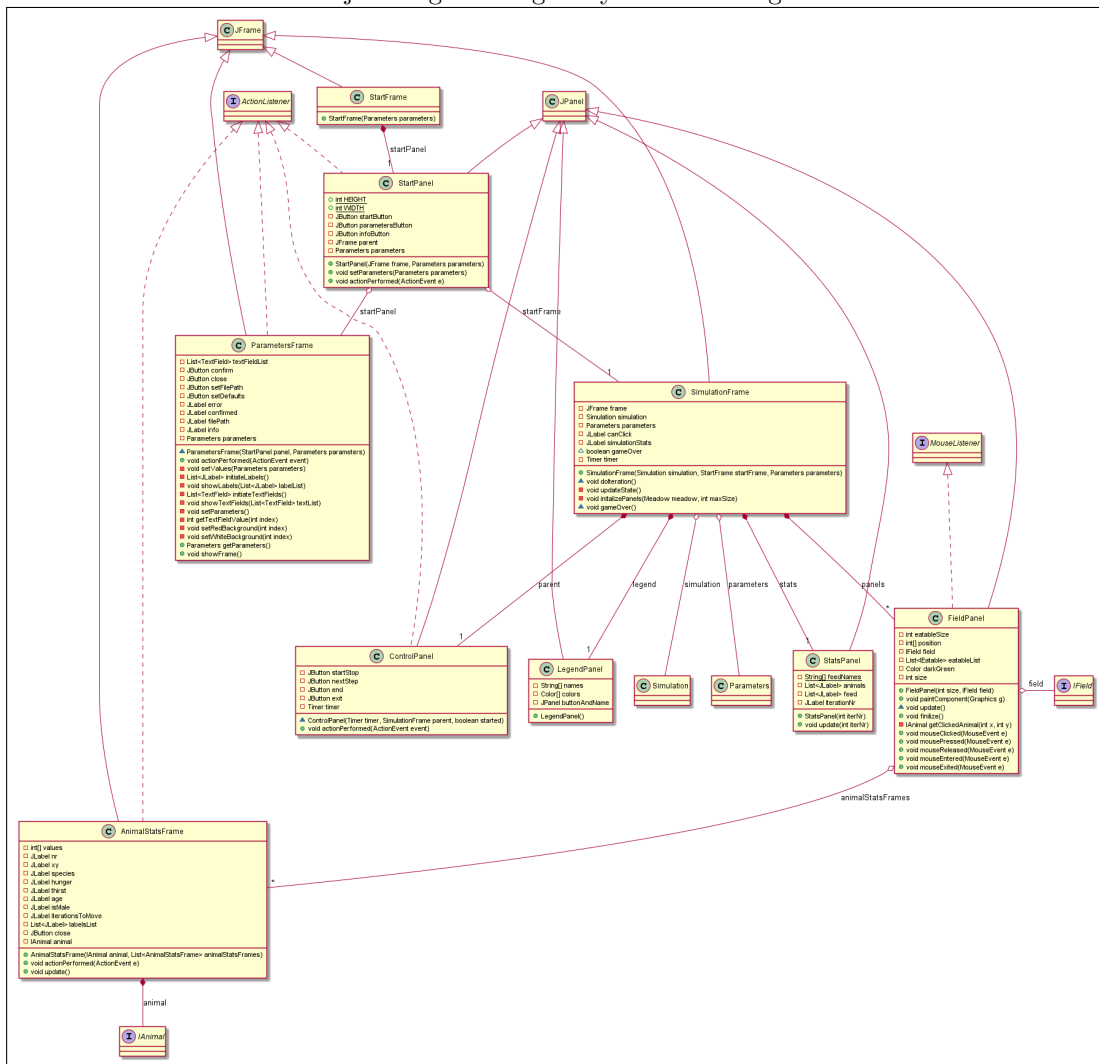 JFrame
ActionListener
StartFrame
StartFrame(Parameters parameters)
JPanel
startPanel
1
StartPanel
int HEIGHT
int WIDTH
JButton startButton
JButton parametersButton
JButton infoButton
JFrame parent
Parameters parameters
StartPanel(JFrame frame, Parameters parameters)
void setParameters(Parameters parameters)
void actionPerformed(ActionEvent e)
startPanel
startFrame
1
ParametersFrame
List<TextField> textFieldList
JButton confirm
JButton close
JButton setFilePath
JButton setDefaults
JLabel error
JLabel confirmed
JLabel filePath
JLabel info
Parameters parameters
ParametersFrame(StartPanel panel, Parameters parameters)
void actionPerformed(ActionEvent event)
void setValues(Parameters parameters)
List<JLabel> initiateLabels()
void showLabels(List<JLabel> labelList)
List<TextField> initiateTextFields()
void showTextFields(List<TextField> textList)
void setParameters()
int getTextFieldValue(int index)
void setRedBackground(int index)
void setWhiteBackground(int index)
Parameters getParameters()
void showFrame()
SimulationFrame
JFrame frame
Simulation simulation
Parameters parameters
JLabel canClick
JLabel simulationStats
boolean gameOver
Timer timer
SimulationFrame(Simulation simulation, StartFrame startFrame, Parameters parameters)
void doIteration()
void updateState()
void initalizePanels(Meadow meadow, int maxSize)
void gameOver()
MouseListener
parent
legend
simulation
parameters
stats
panels
1
1
1
*
ControlPanel
JButton startStop
JButton nextStep
JButton end
JButton exit
Timer timer
ControlPanel(Timer timer, SimulationFrame parent, boolean started)
void actionPerformed(ActionEvent event)
LegendPanel
String[] names
Color[] colors
JPanel buttonAndName
LegendPanel()
Simulation
Parameters
StatsPanel
String[] feedNames
List<JLabel> animals
List<JLabel> feed
JLabel iterationNr
StatsPanel(int iterNr)
void update(int iterNr)
FieldPanel
int eatableSize
int[] position
IField field
List<IEatable> eatableList
Color darkGreen
int size
FieldPanel(int size, IField field)
void paintComponent(Graphics g)
void update()
void finilize()
IAnimal getClickedAnimal(int x, int y)
void mouseClicked(MouseEvent e)
void mousePressed(MouseEvent e)
void mouseReleased(MouseEvent e)
void mouseEntered(MouseEvent e)
void mouseExited(MouseEvent e)
field
IField
animalStatsFrames
*
AnimalStatsFrame
int[] values
JLabel nr
JLabel xy
JLabel species
JLabel hunger
JLabel thirst
JLabel age
JLabel isMale
JLabel iterationsToMove
List<JLabel> labelsList
JButton close
IAnimal animal
AnimalStatsFrame(IAnimal animal, List<AnimalStatsFrame> animalStatsFrames)
void actionPerformed(ActionEvent e)
void update()
animal
IAnimal